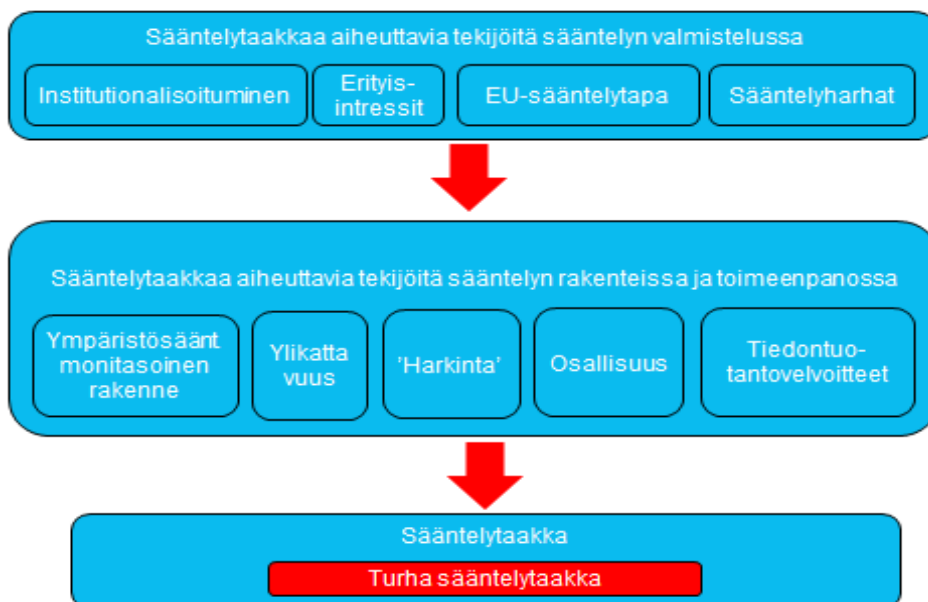 Sääntelytaakkaa aiheuttavia tekijöitä sääntelyn valmistelussa
Institutionalisoituminen
Erityis-
intressit
EU-sääntelytapa
Sääntelyharhat
Sääntelytaakkaa aiheuttavia tekijöitä sääntelyn rakenteissa ja toimeenpanossa
Ympäristösäänt
monitasoinen
rakenne
Ylikatta
vuus
'Harkinta'
Osallisuus
Tiedontuo-
tantovelvoitteet
Sääntelytaakka
Turha sääntelytaakka